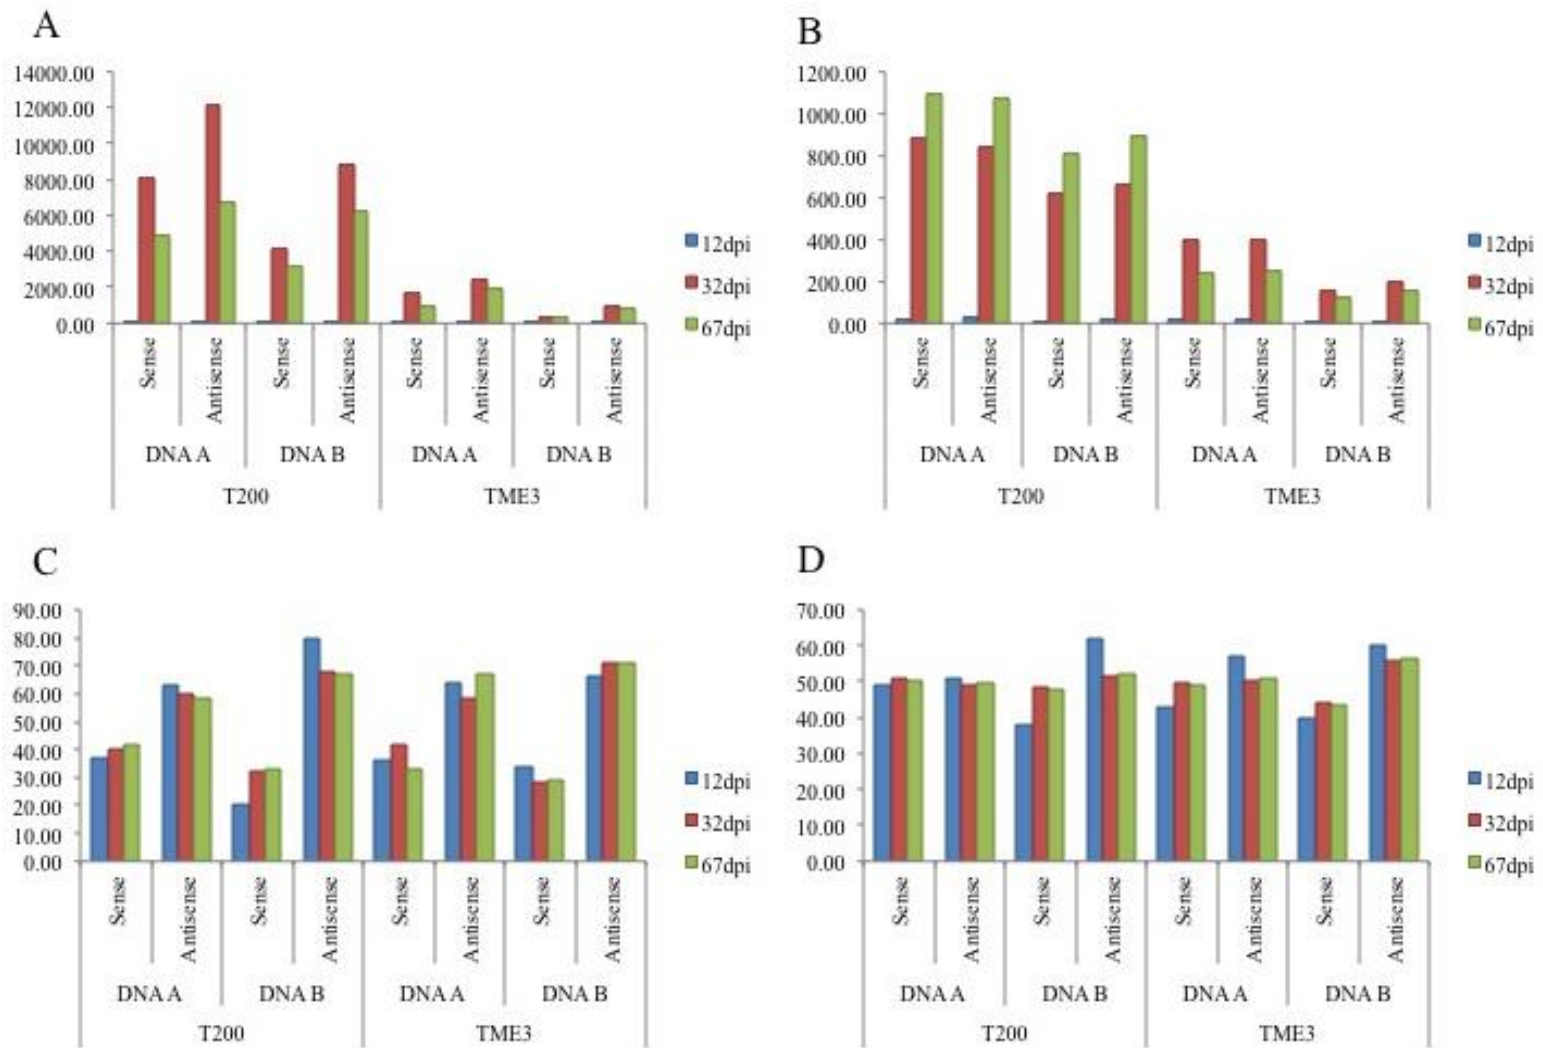 A
14000.00
12000.00
10000.00
8000.00
6000.00
4000.00
2000.00
0.00
12dpi
32dpi
67dpi
Sense Antisense Sense Antisense Sense Antisense Sense Antisense
DNA A DNA B DNA A DNA B
T200 TME3
B
1200.00
1000.00
800.00
600.00
400.00
200.00
0.00
12dpi
32dpi
67dpi
Sense Antisense Sense Antisense Sense Antisense Sense Antisense
DNA A DNA B DNA A DNA B
T200 TME3
C
90.00
80.00
70.00
60.00
50.00
40.00
30.00
20.00
10.00
0.00
12dpi
32dpi
67dpi
Sense Antisense Sense Antisense Sense Antisense Sense Antisense
DNA A DNA B DNA A DNA B
T200 TME3
D
70.00
60.00
50.00
40.00
30.00
20.00
10.00
0.00
12dpi
32dpi
67dpi
Sense Antisense Sense Antisense Sense Antisense Sense Antisense
DNA A DNA B DNA A DNA B
T200 TME3